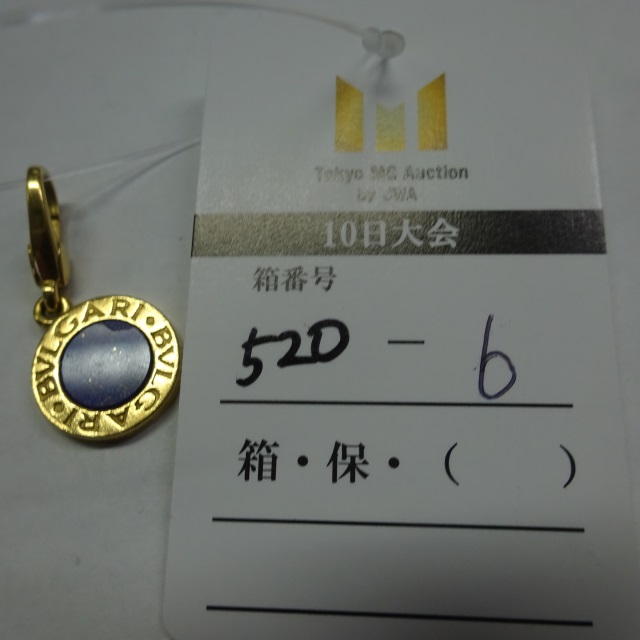 Tokyo MC Auction
by JWA
10日大会
箱番号
520 - 6
箱・保・(　　)
BVLGARI・BVLGARI・